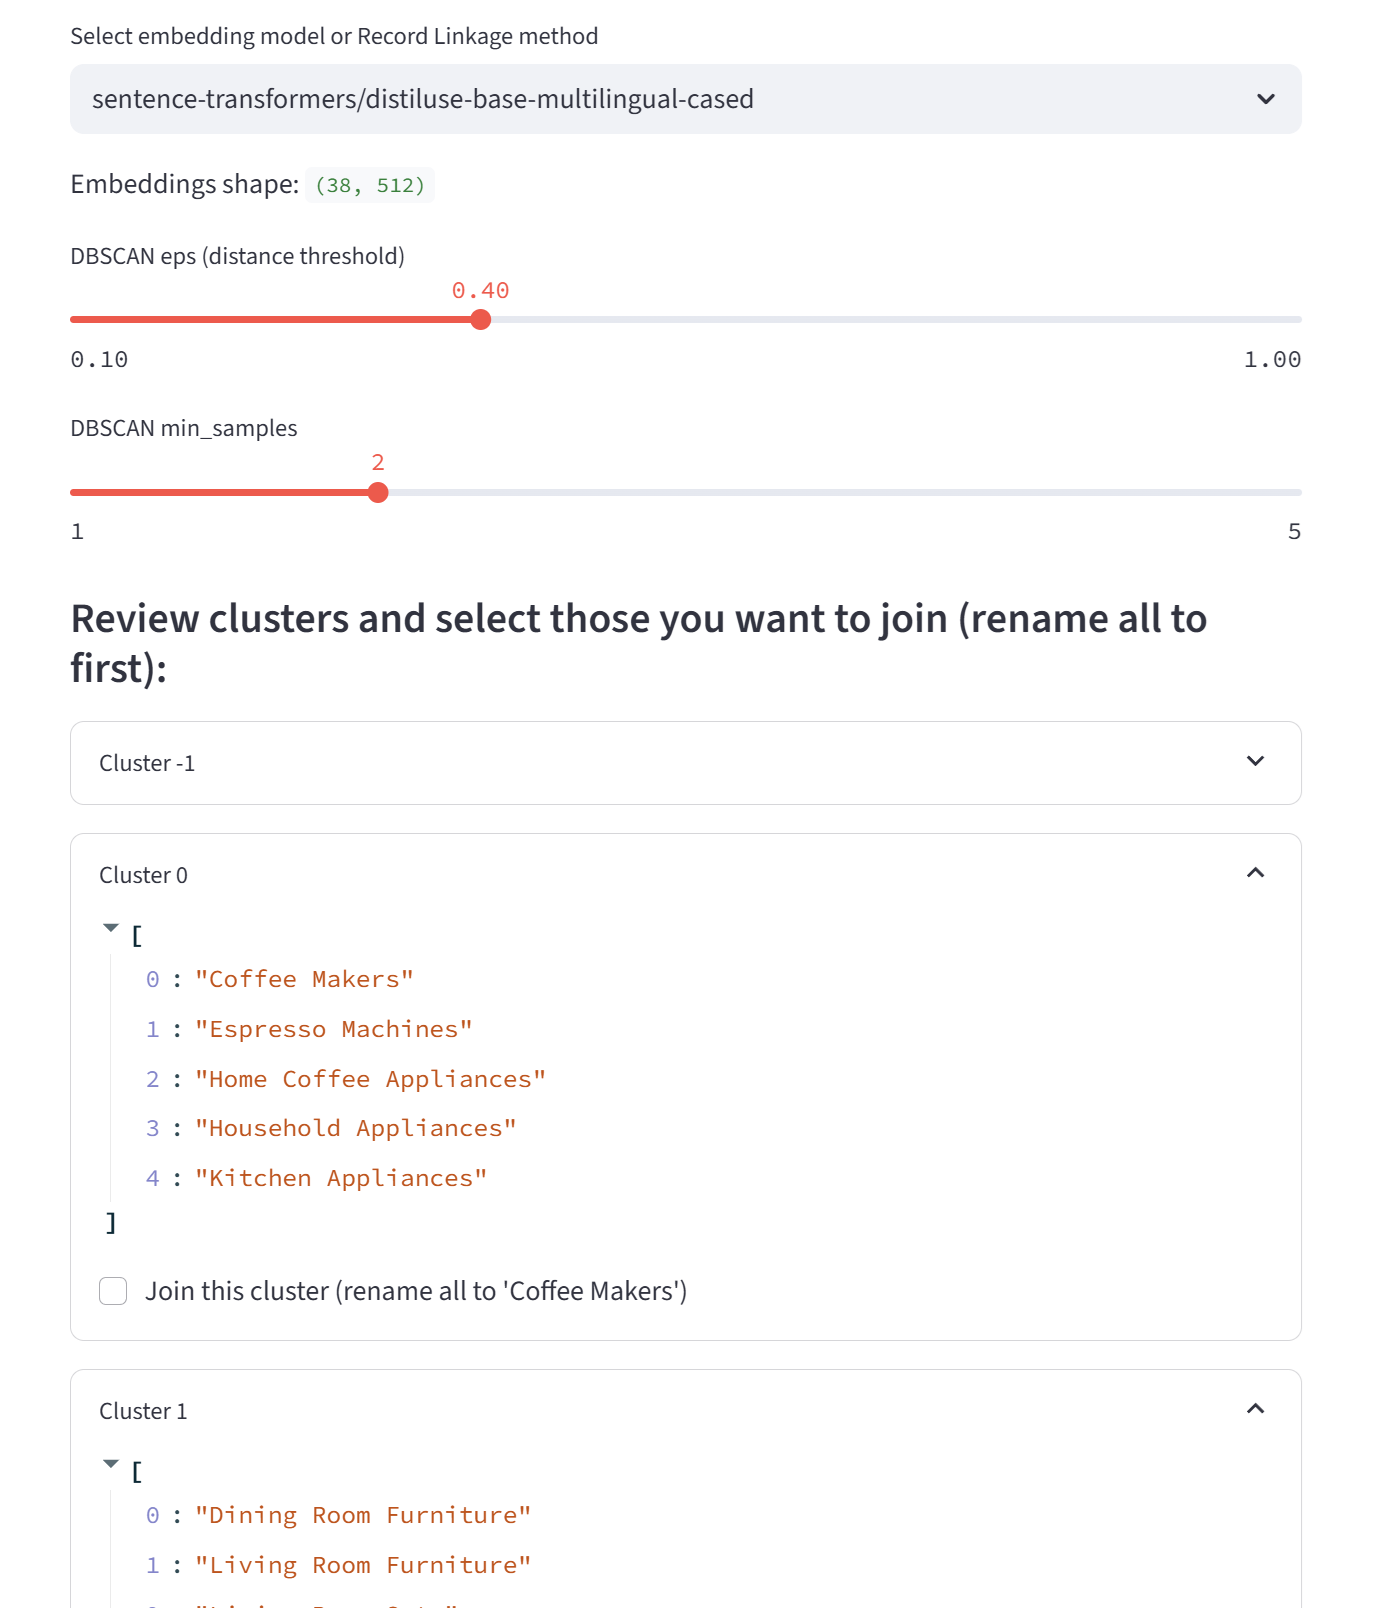 Select embedding model or Record Linkage method
sentence-transformers/distiluse-base-multilingual-cased
Embeddings shape: (38, 512)
DBSCAN eps (distance threshold)
0.40
0.10 1.00
DBSCAN min_samples
2
1 5
Review clusters and select those you want to join (rename all to
first):
Cluster -1
Cluster 0
[
0 : "Coffee Makers"
1 : "Espresso Machines"
2 : "Home Coffee Appliances"
3 : "Household Appliances"
4 : "Kitchen Appliances"
]
Join this cluster (rename all to 'Coffee Makers')
Cluster 1
[
0 : "Dining Room Furniture"
1 : "Living Room Furniture"